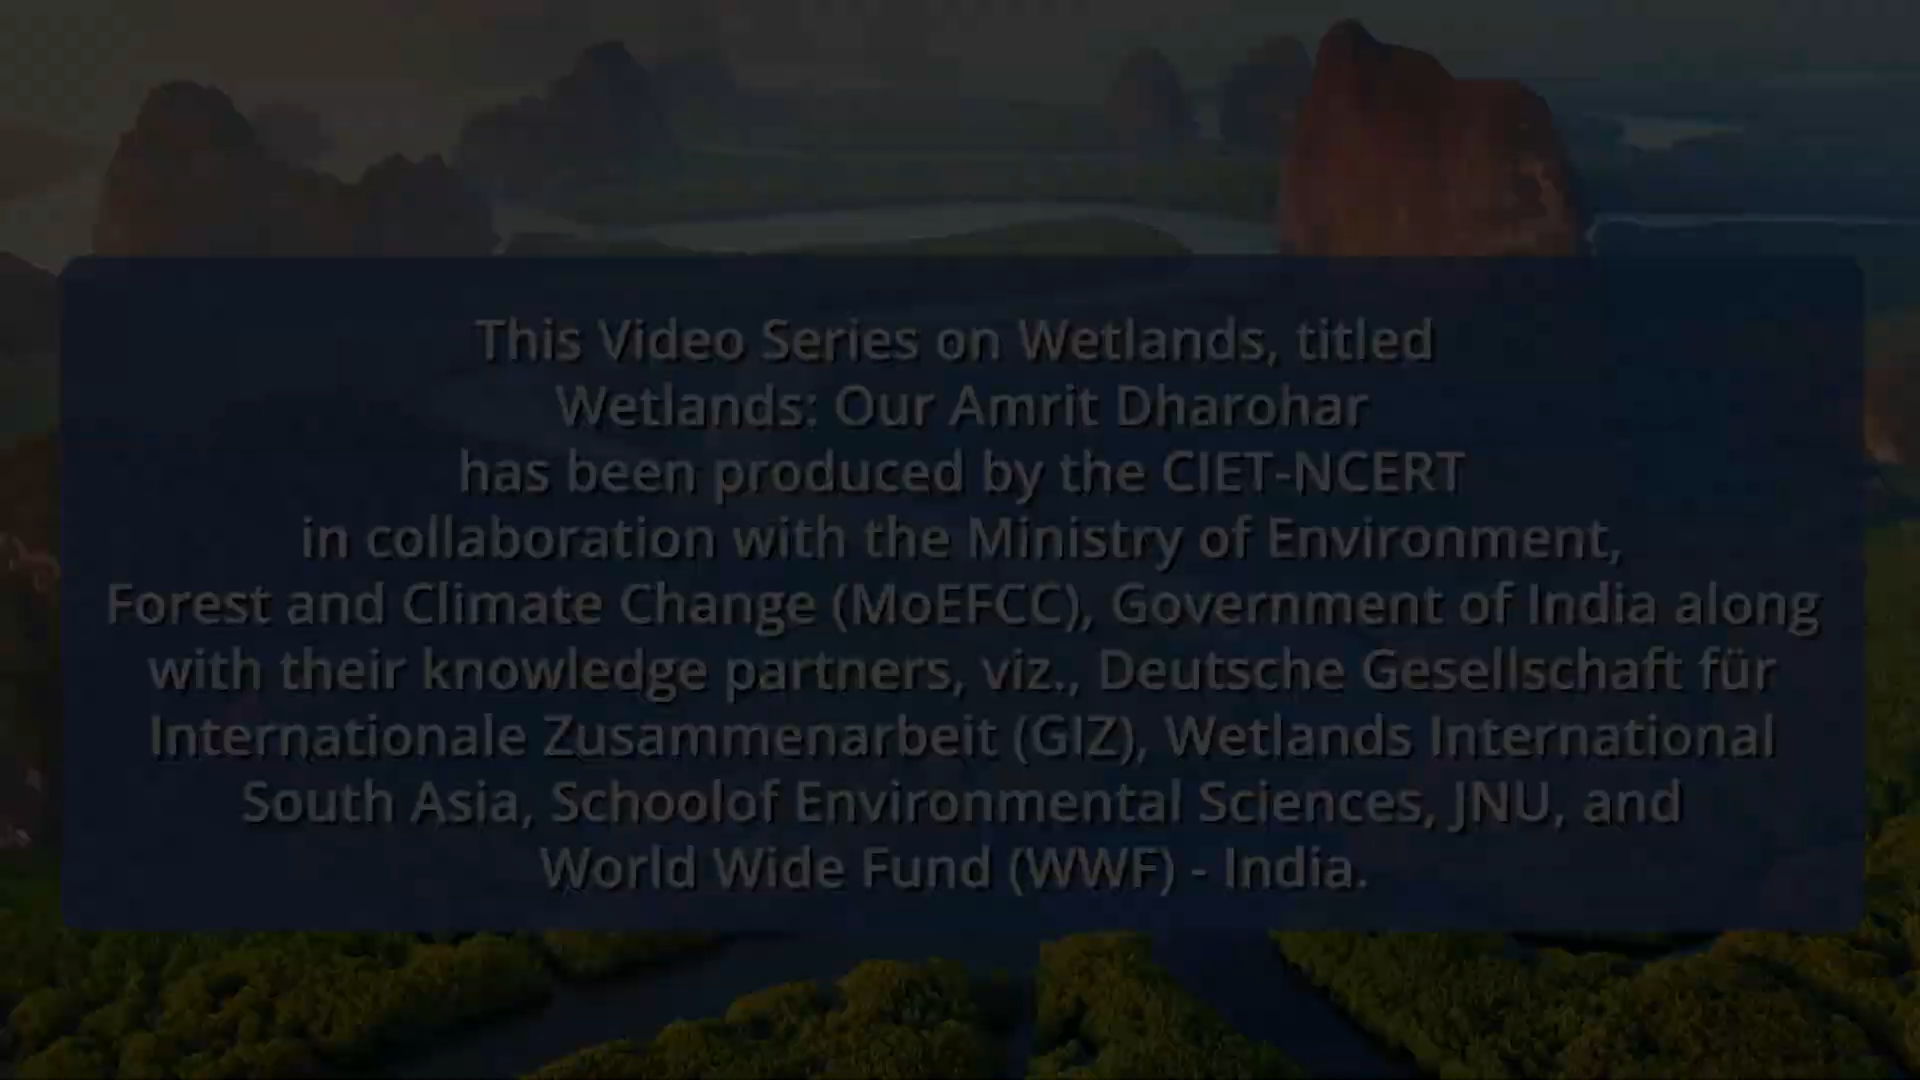 This Video Series on Wetlands, titled
Wetlands: Our Amrit Dharohar
has been produced by the CIET-NCERT
in collaboration with the Ministry of Environment,
Forest and Climate Change (MoEFCC), Government of India along
with their knowledge partners, viz., Deutsche Gesellschaft für
Internationale Zusammenarbeit (GIZ), Wetlands International
South Asia, Schoolof Environmental Sciences, JNU, and
World Wide Fund (WWF) - India.